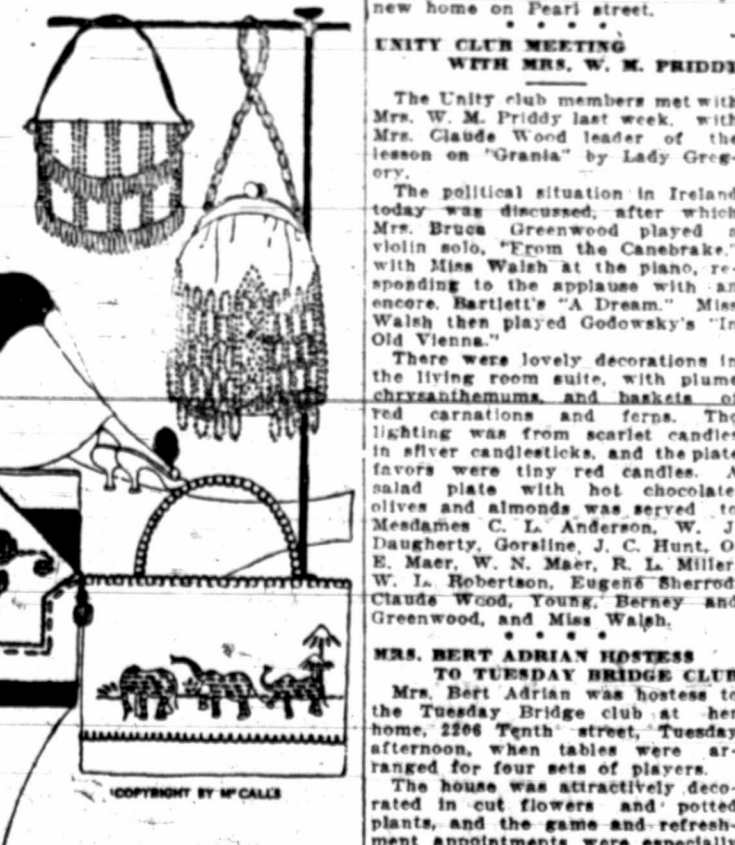 new home on Pearl street.
* * * *
UNITY CLUB MEETING
WITH MRS. W. M. PRIDDY
The Unity club members met with
Mrs. W. M. Priddy last week, with
Mrs. Claude Wood leader of the
lesson on "Grania" by Lady Greg-
ory.
The political situation in Ireland
today was discussed, after which
Mrs. Bruce Greenwood played a
violin solo, "From the Canebrake,"
with Miss Walsh at the piano, re-
sponding to the applause with an
encore, Bartlett's "A Dream." Miss
Walsh then played Godowsky's "In
Old Vienna."
There were lovely decorations in
the living room suite, with plume
chrysanthemums, and baskets of
red carnations and ferns. The
lighting was from scarlet candles
in silver candlesticks, and the plate
favors were tiny red candles. A
salad plate with hot chocolate
olives and almonds was served to
Mesdames C. L. Anderson, W. J.
Daugherty, Gorsline, J. C. Hunt, O.
E. Maer, W. N. Maer, R. L. Miller,
W. L. Robertson, Eugene Sherrod,
Claude Wood, Young, Berney and
Greenwood, and Miss Walsh.
* * * *
MRS. BERT ADRIAN HOSTESS
TO TUESDAY BRIDGE CLUB
Mrs. Bert Adrian was hostess to
the Tuesday Bridge club at her
home, 2206 Tenth street, Tuesday
afternoon, when tables were ar-
ranged for four sets of players.
The house was attractively deco-
rated in cut flowers and potted
plants, and the game and refresh-
ment appointments were especially
COPYRIGHT BY McCALLS